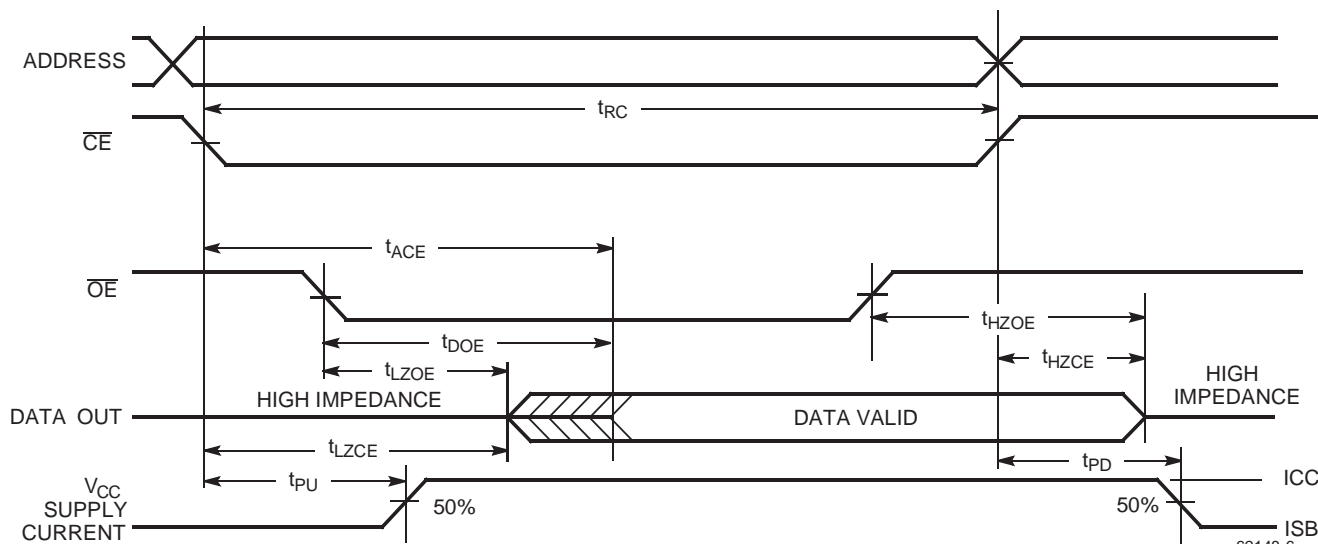 ADDRESS
tRC
CE
tACE
OE
tHZOE
tDOE
tHZCE
tLZOE
HIGH
IMPEDANCE
HIGH IMPEDANCE
DATA OUT
DATA VALID
tLZCE
tPD
tPU
VCC
SUPPLY
CURRENT
50%
50%
ICC
ISB